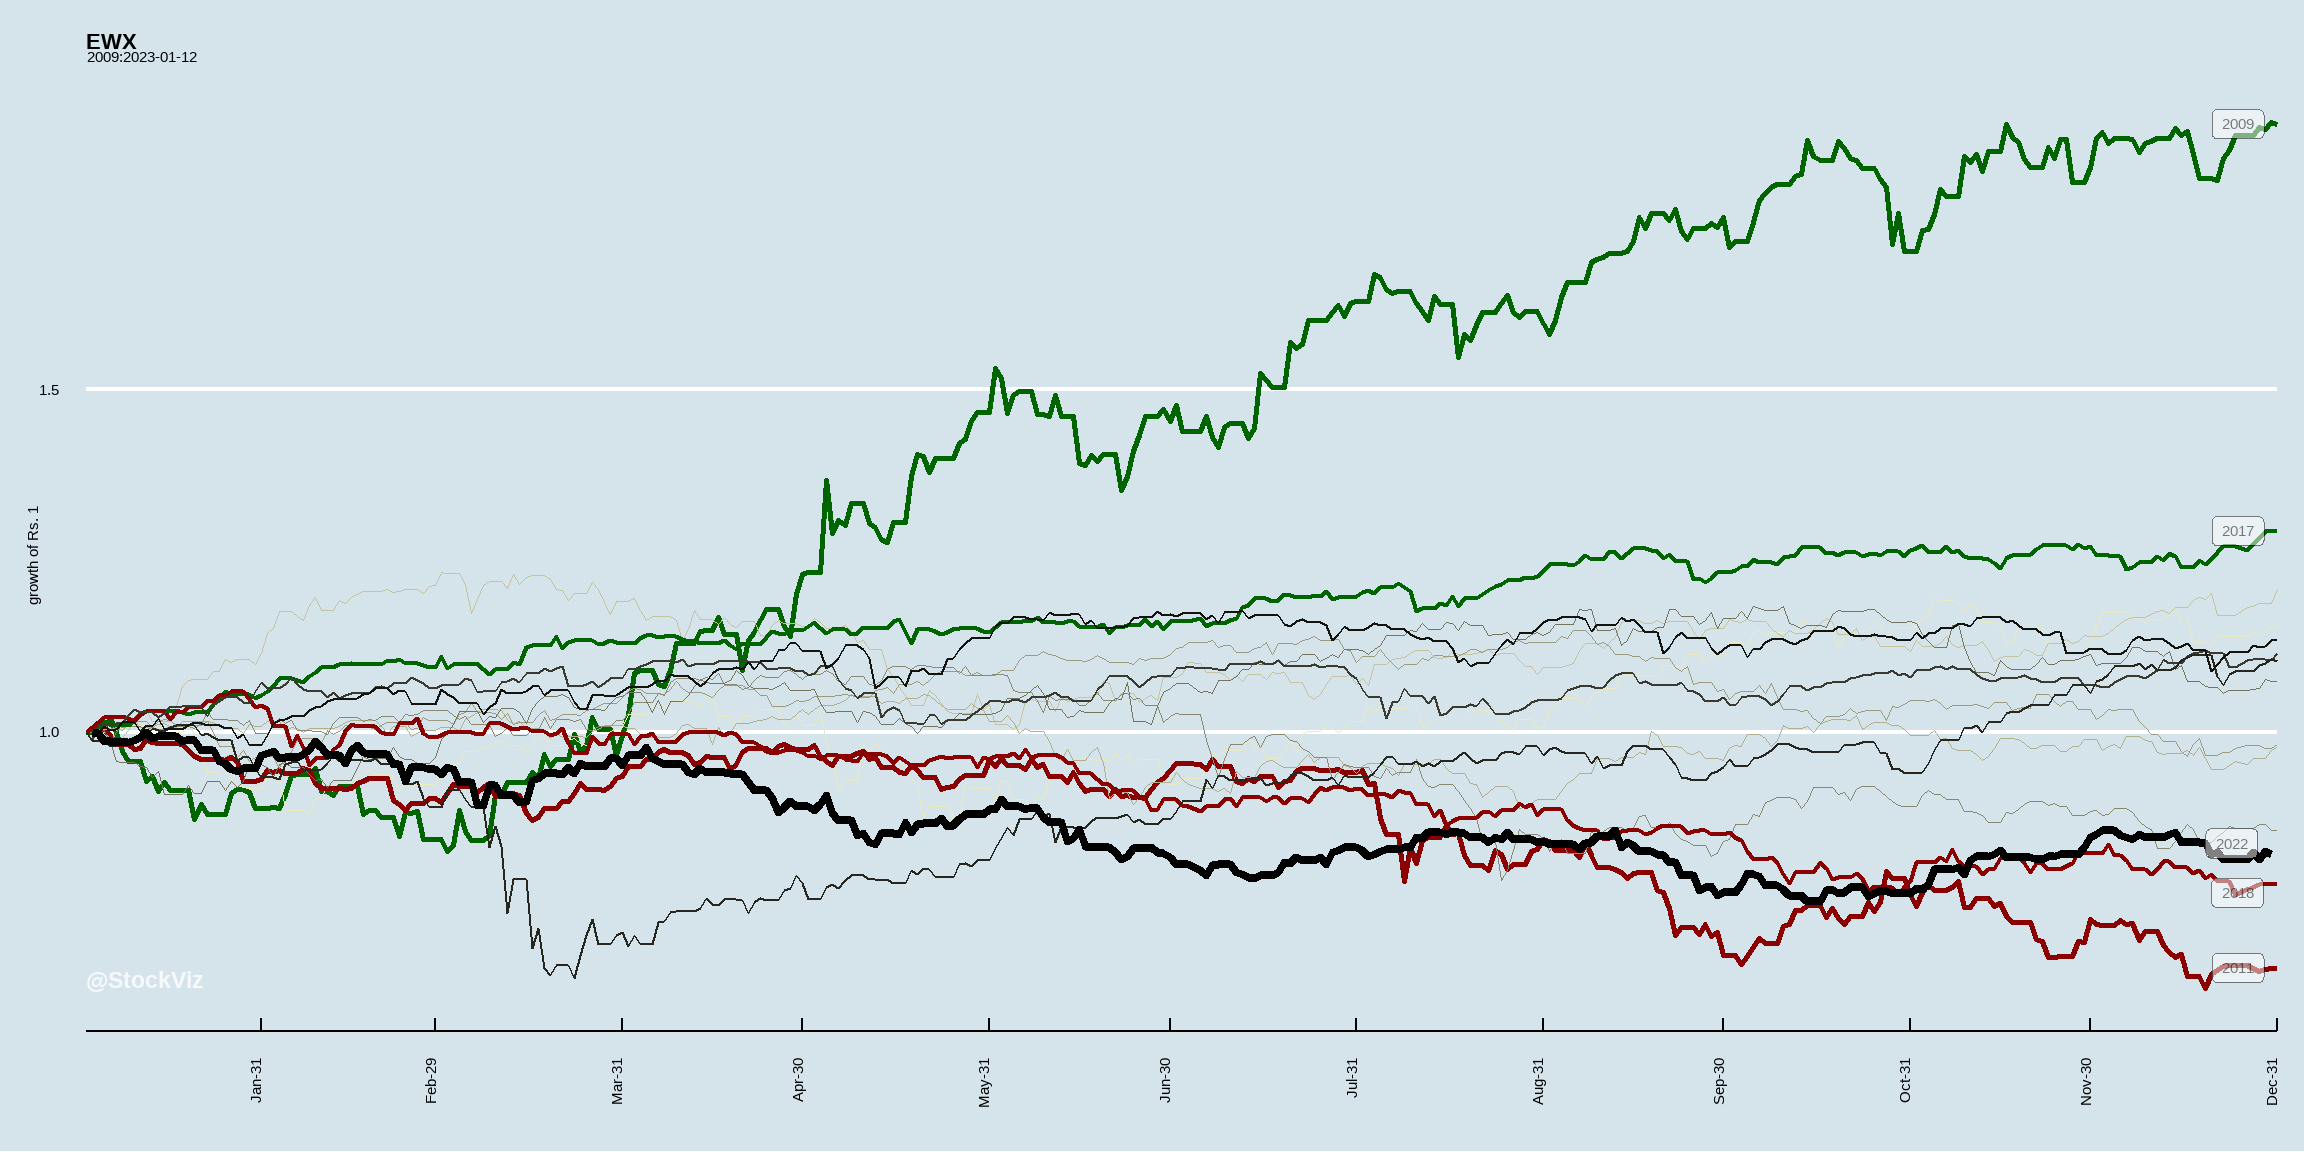 EWX
2009:2023-01-12
2009
1.5
2017
growth of Rs. 1
1.0
2022
2018
2011
@StockViz
Jan-31
Feb-29
Mar-31
Apr-30
May-31
Jun-30
Jul-31
Aug-31
Sep-30
Oct-31
Nov-30
Dec-31